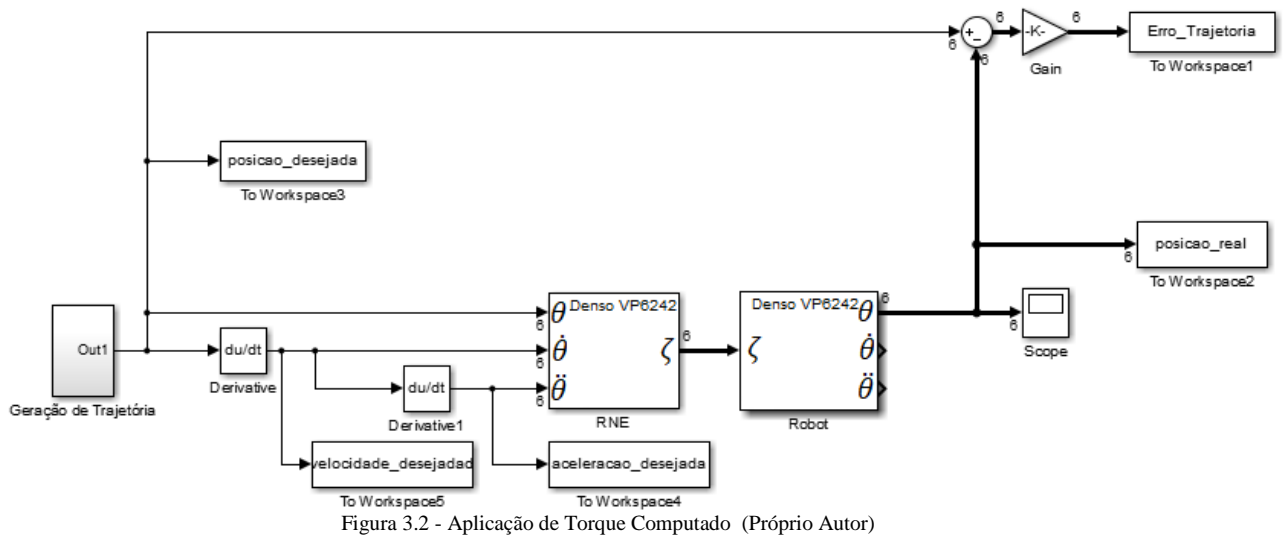 6
6
+
-
6
6
-K-
Gain
6
Erro_Trajetoria
To Workspace1
posicao_desejada
To Workspace3
6
posicao_real
To Workspace2
Out1
Geração de Trajetória
du/dt
Derivative
du/dt
Derivative1
6
6
6
Denso VP6242
θ
θ̇
θ̈
ζ
RNE
6
Denso VP6242
ζ
θ
θ̇
θ̈
Robot
6
6
Scope
velocidade_desejadad
To Workspace5
aceleracao_desejada
To Workspace4
Figura 3.2 - Aplicação de Torque Computado (Próprio Autor)